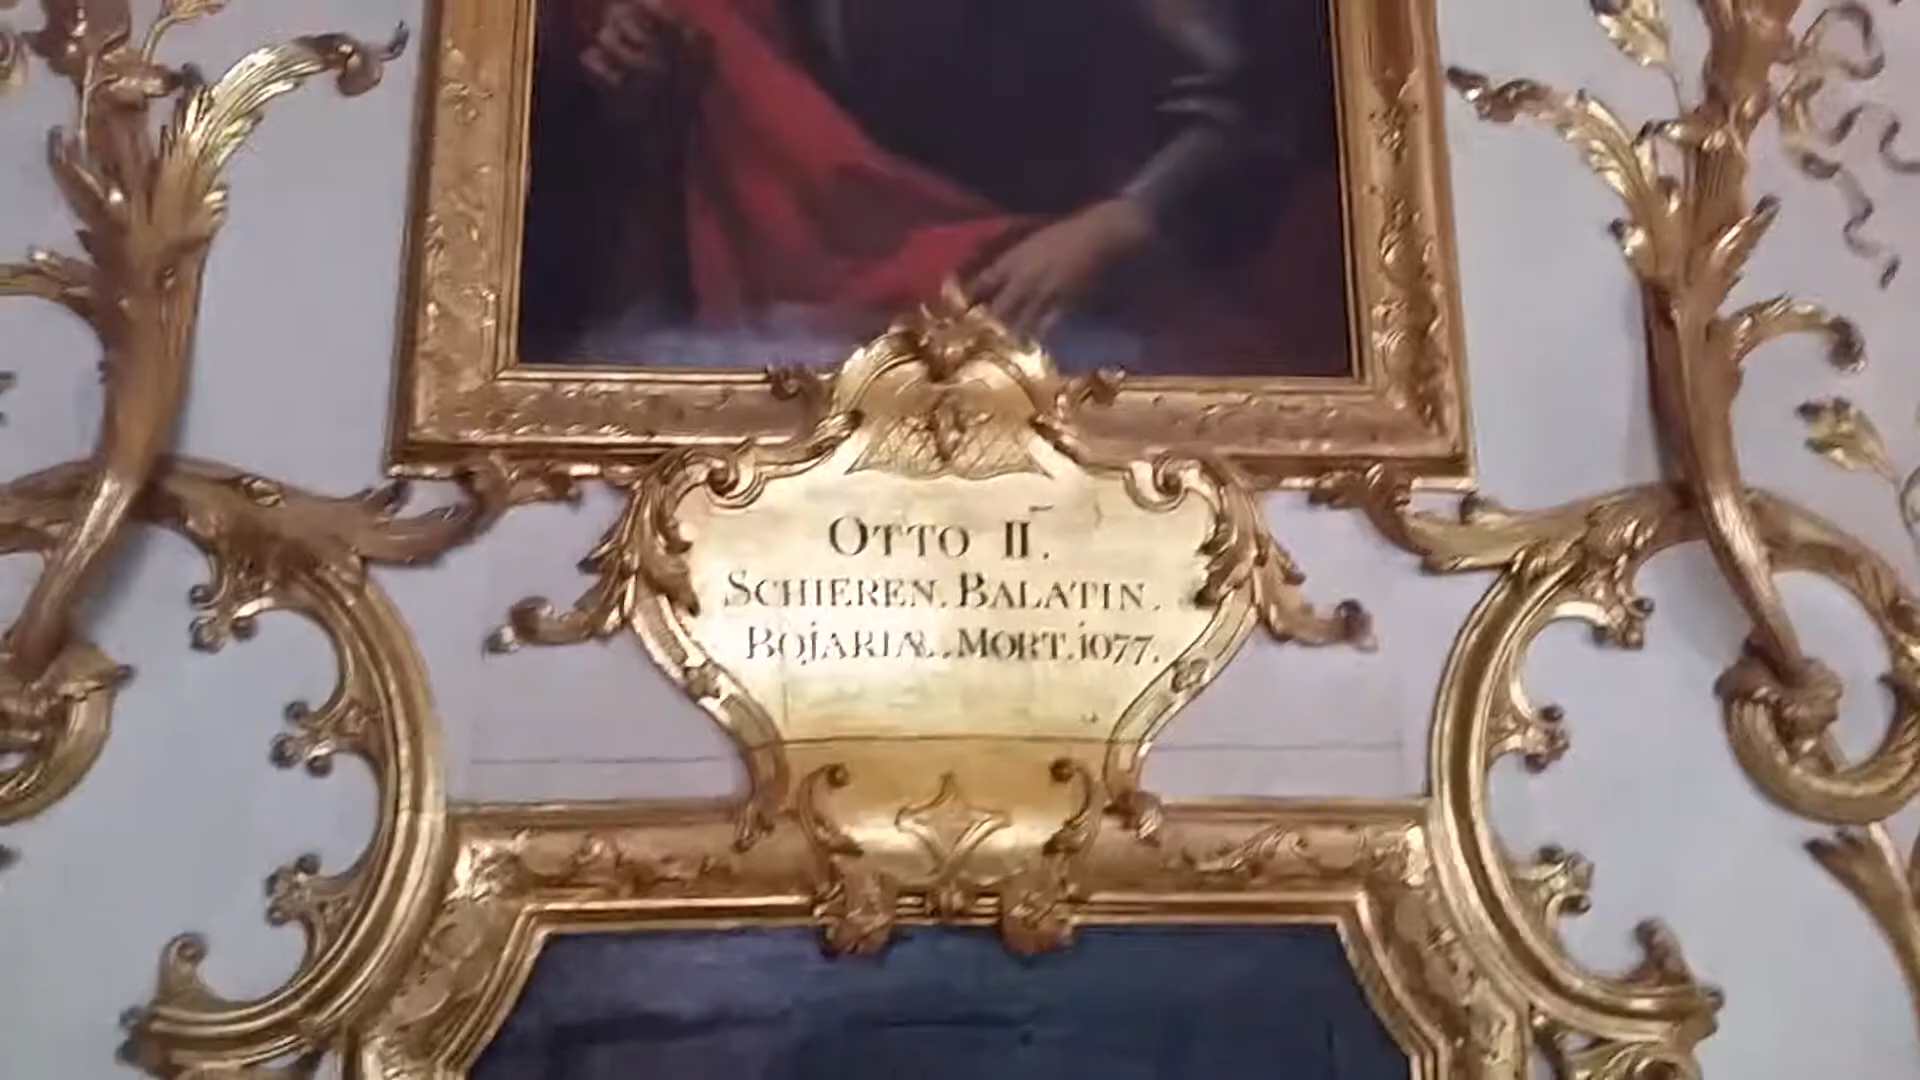 OTTO II.
SCHIEREN. BALATIN.
BOJARIÆ. MORT. 1077.